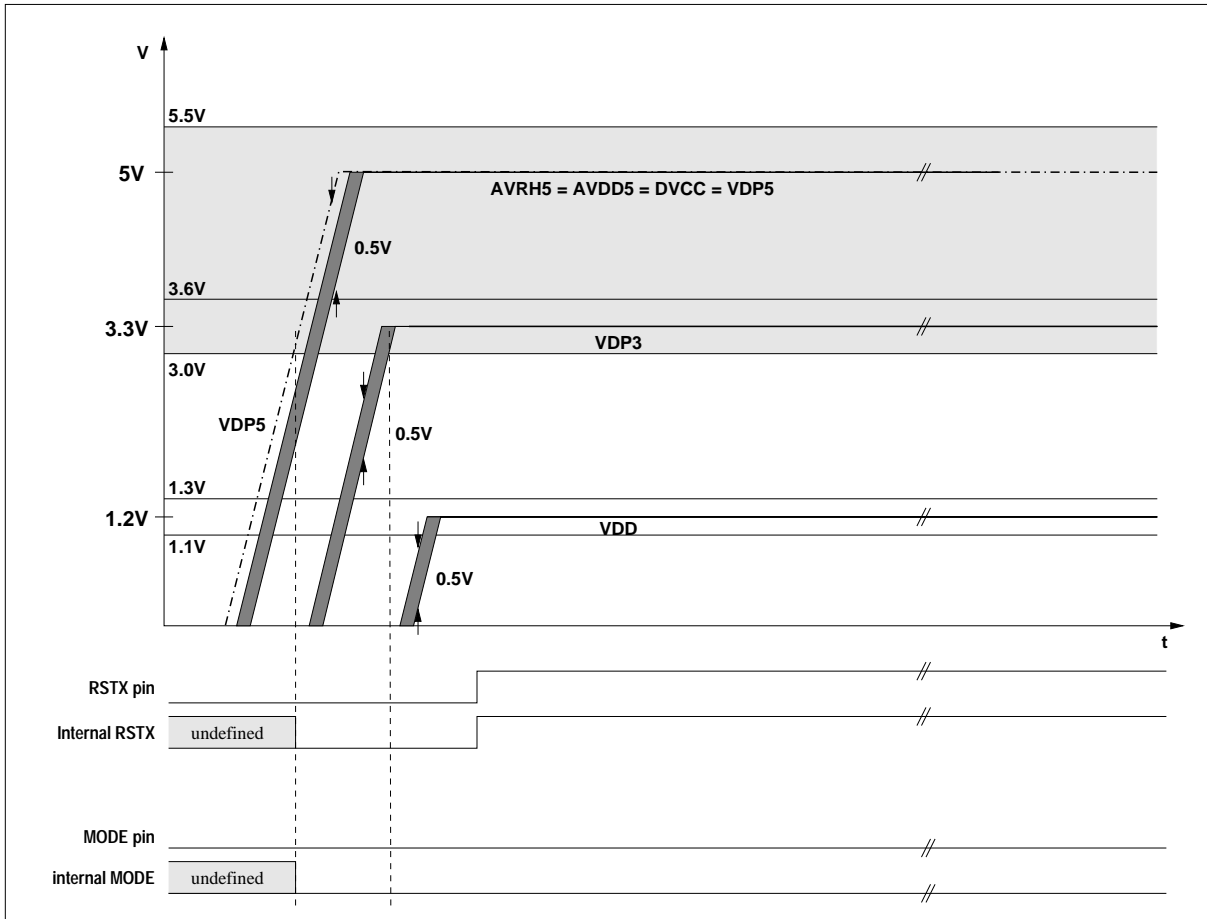 V
5.5V
5V
AVRH5 = AVDD5 = DVCC = VDP5
0.5V
3.6V
3.3V
VDP3
3.0V
VDP5
0.5V
1.3V
1.2V
VDD
1.1V
0.5V
t
RSTX pin
Internal RSTX
undefined
MODE pin
internal MODE
undefined